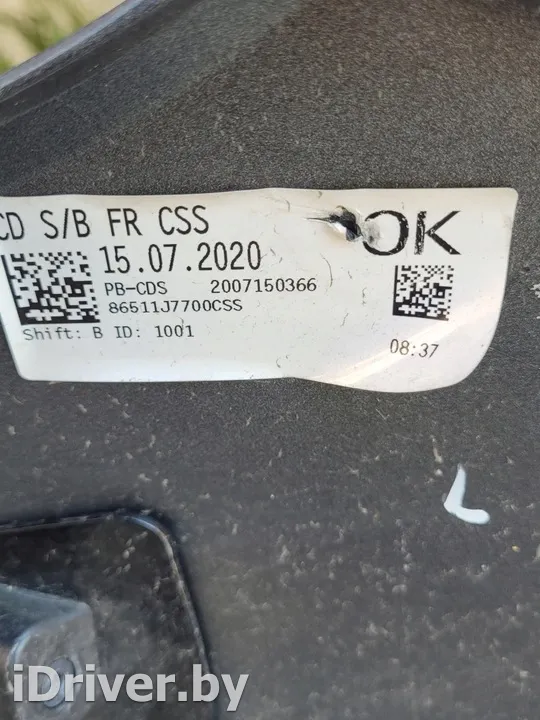 CD S/B FR CSS
OK
15.07.2020
PB-CDS 2007150366
86511J7700CSS
Shift: B ID: 1001
08:37
L
iDriver.by